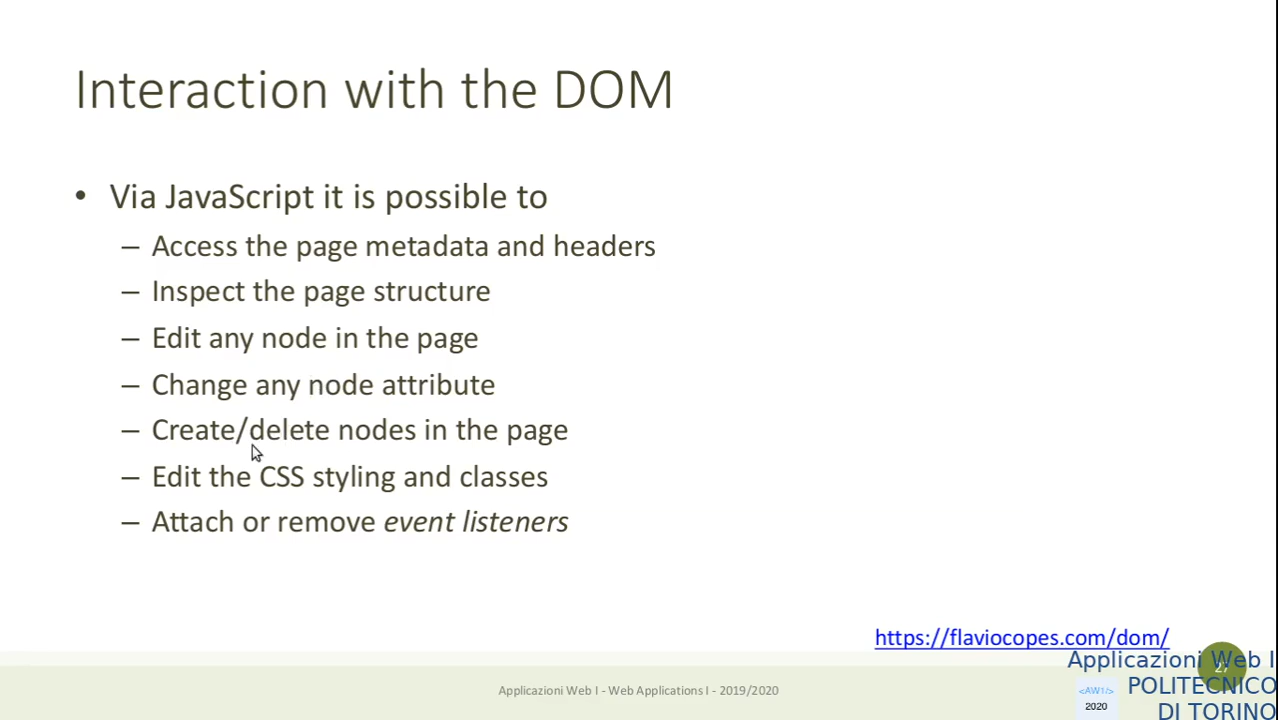 Interaction with the DOM
• Via JavaScript it is possible to
– Access the page metadata and headers
– Inspect the page structure
– Edit any node in the page
– Change any node attribute
– Create/delete nodes in the page
– Edit the CSS styling and classes
– Attach or remove event listeners
https://flaviocopes.com/dom/
Applicazioni Web I - Web Applications I - 2019/2020
Applicazioni Web I
POLITECNICO
DI TORINO
<AW1/>
2020